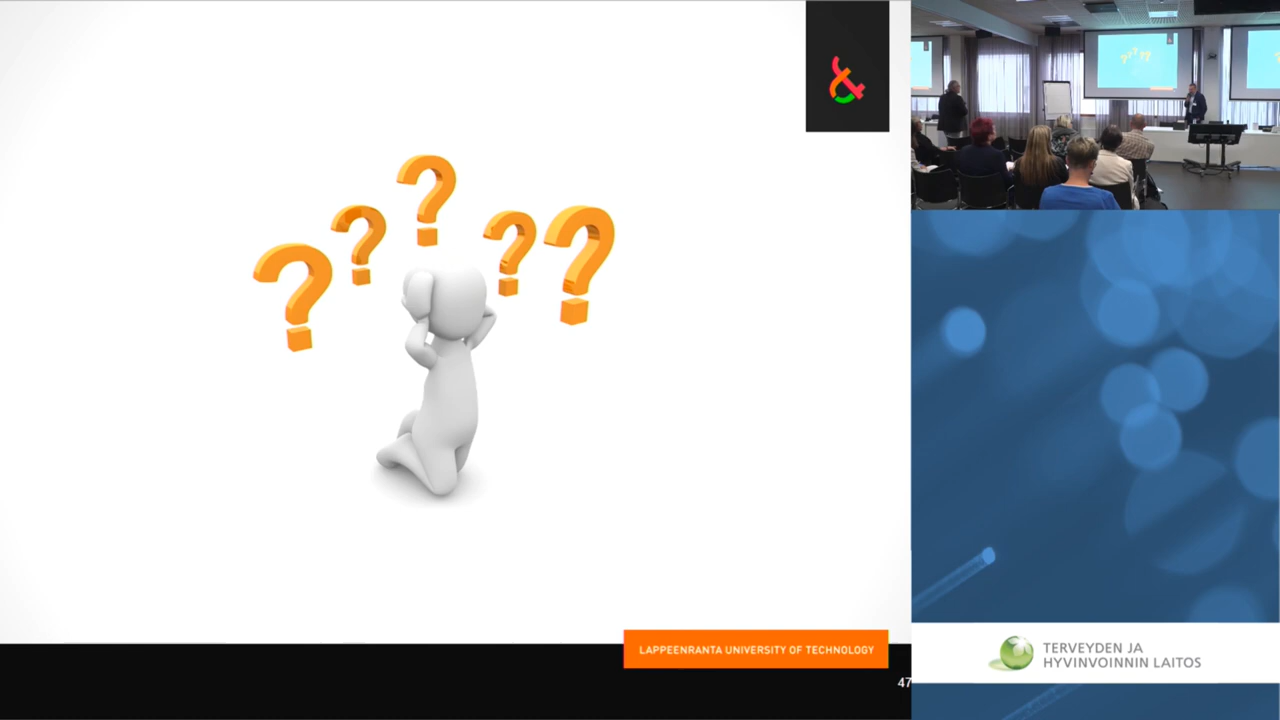 ? ? ? ? ?
&
LAPPEENRANTA UNIVERSITY OF TECHNOLOGY
47
TERVEYDEN JA
HYVINVOINNIN LAITOS